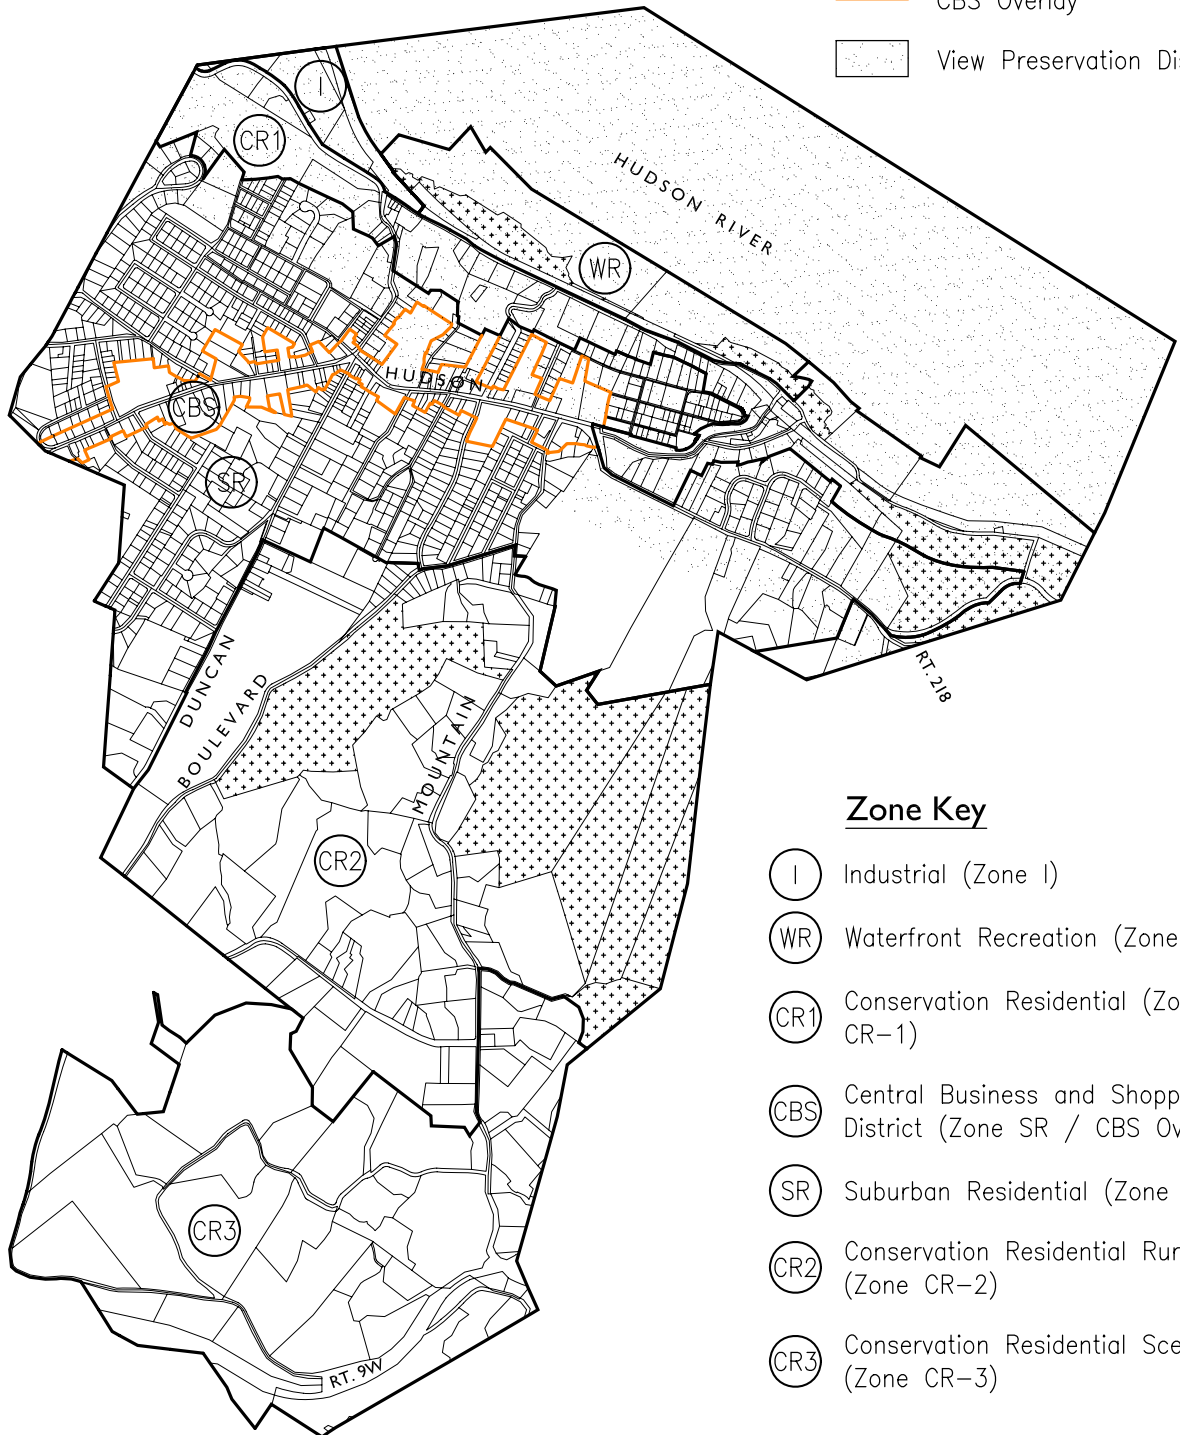 CBS Overlay
View Preservation Dis
I
CR1
HUDSON RIVER
WR
HUDSON
CBS
SR
DUNCAN
BOULEVARD
MOUNTAIN
RT. 218
CR2
CR3
RT. 9W
Zone Key
I Industrial (Zone I)
WR Waterfront Recreation (Zone
CR1 Conservation Residential (Zo
CR-1)
CBS Central Business and Shopp
District (Zone SR / CBS Ov
SR Suburban Residential (Zone
CR2 Conservation Residential Rur
(Zone CR-2)
CR3 Conservation Residential Sce
(Zone CR-3)